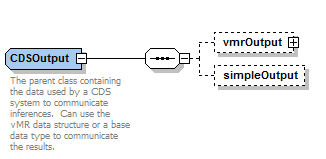 CDSOutput
vmrOutput
simpleOutput
The parent class containing
the data used by a CDS
system to communicate
inferences.  Can use the
vMR data structure or a base
data type to communicate
the results.